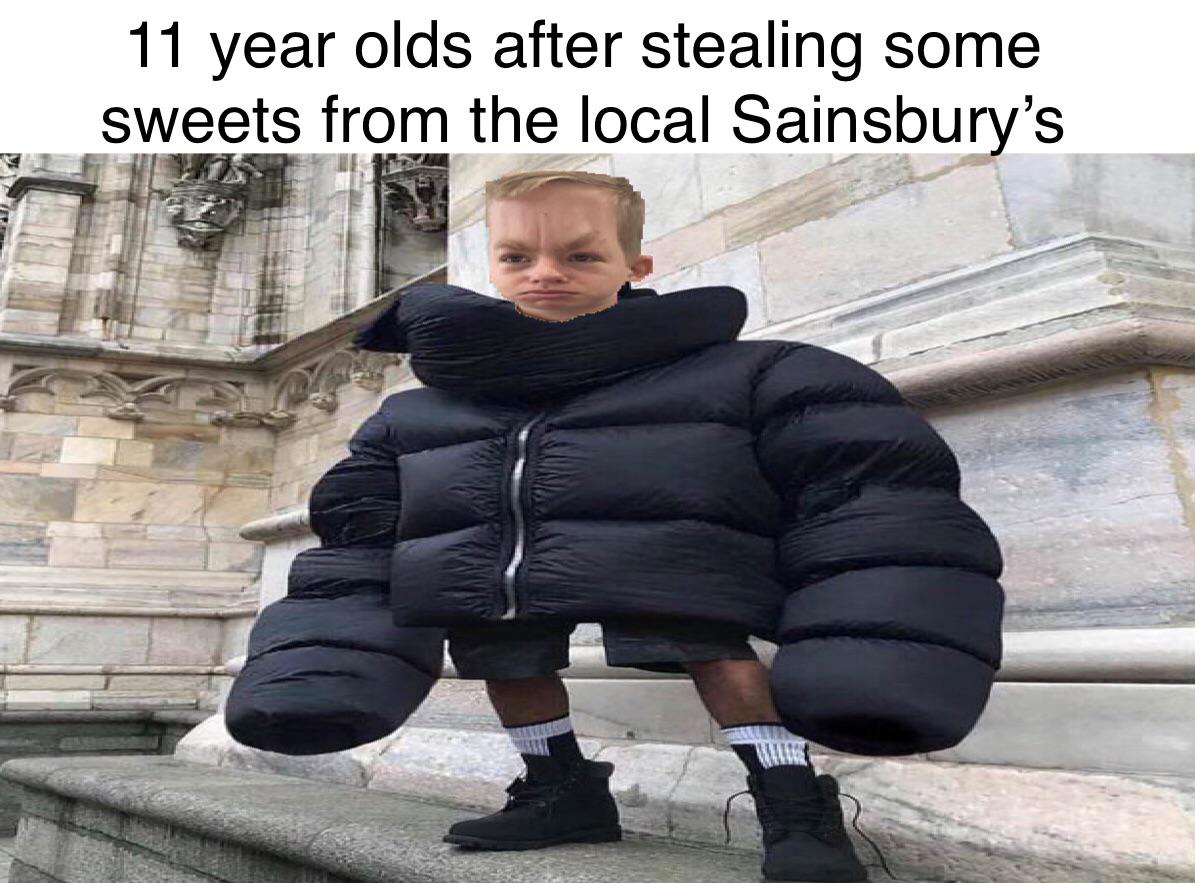 11 year olds after stealing some
sweets from the local Sainsbury’s